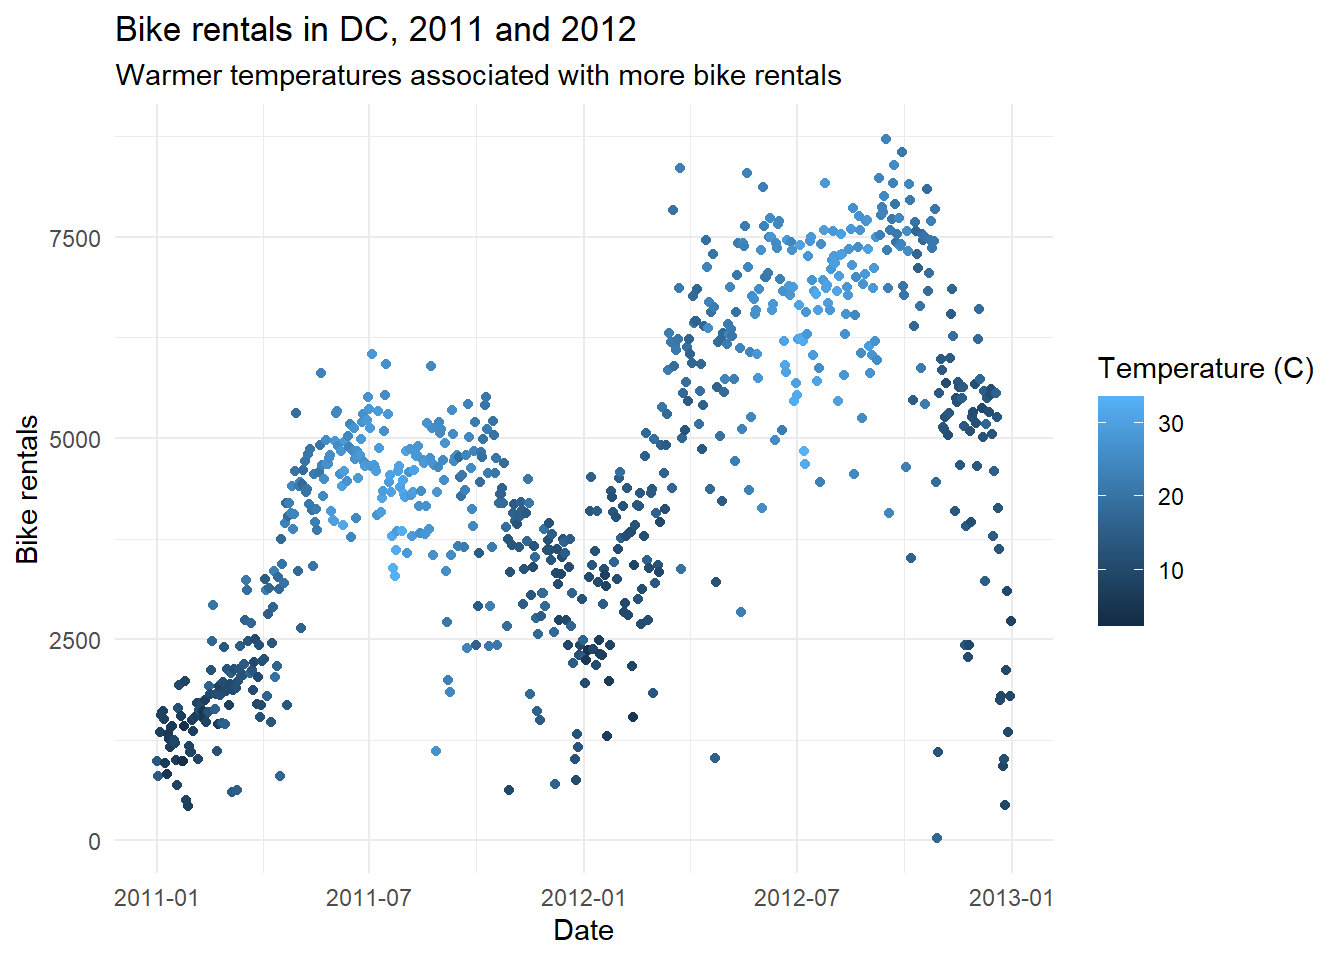 Bike rentals in DC, 2011 and 2012
Warmer temperatures associated with more bike rentals
Bike rentals
7500
5000
2500
0
2011-01
2011-07
2012-01
2012-07
2013-01
Date
Temperature (C)
30
20
10